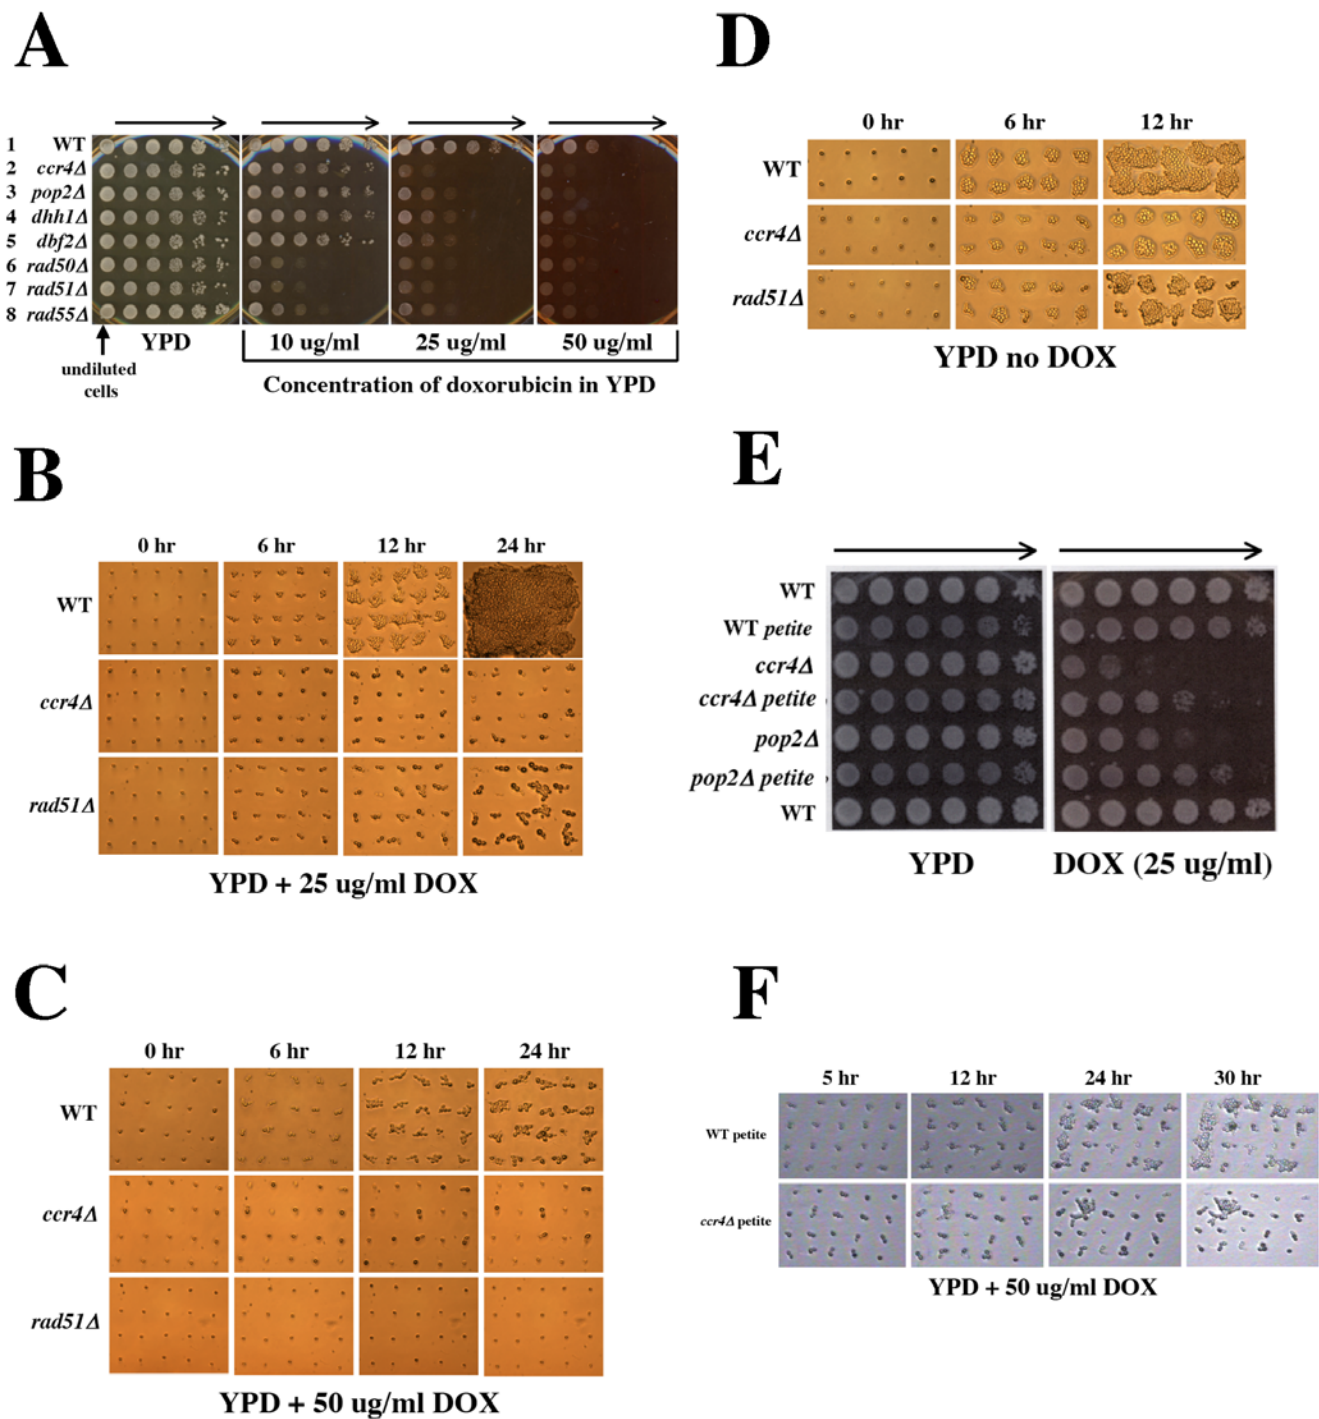 A
1 WT
2 ccr4Δ
3 pop2Δ
4 dhh1Δ
5 dbf2Δ
6 rad50Δ
7 rad51Δ
8 rad55Δ
undiluted
cells
YPD
10 ug/ml
25 ug/ml
50 ug/ml
Concentration of doxorubicin in YPD
B
0 hr
6 hr
12 hr
24 hr
WT
ccr4Δ
rad51Δ
YPD + 25 ug/ml DOX
C
0 hr
6 hr
12 hr
24 hr
WT
ccr4Δ
rad51Δ
YPD + 50 ug/ml DOX
D
0 hr
6 hr
12 hr
WT
ccr4Δ
rad51Δ
YPD no DOX
E
WT
WT petite
ccr4Δ
ccr4Δ petite
pop2Δ
pop2Δ petite
WT
YPD
DOX (25 ug/ml)
F
5 hr
12 hr
24 hr
30 hr
WT petite
ccr4Δ petite
YPD + 50 ug/ml DOX